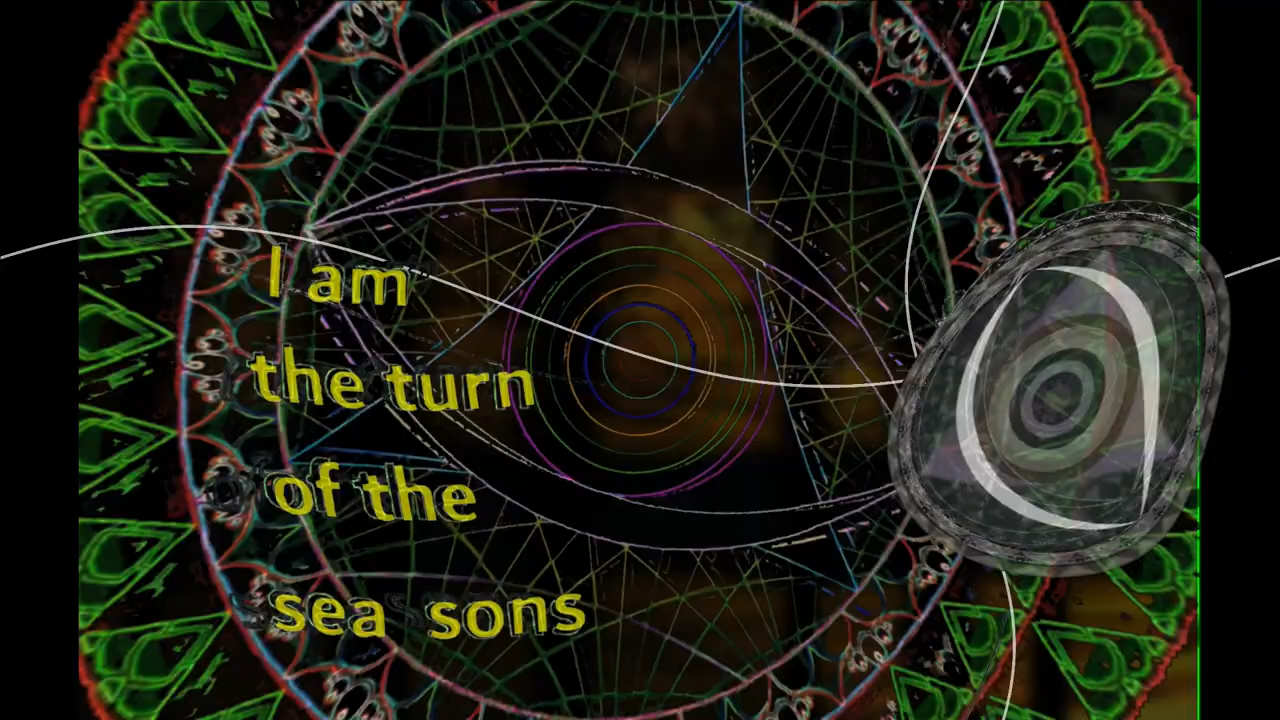 I am
the turn
of the
sea sons